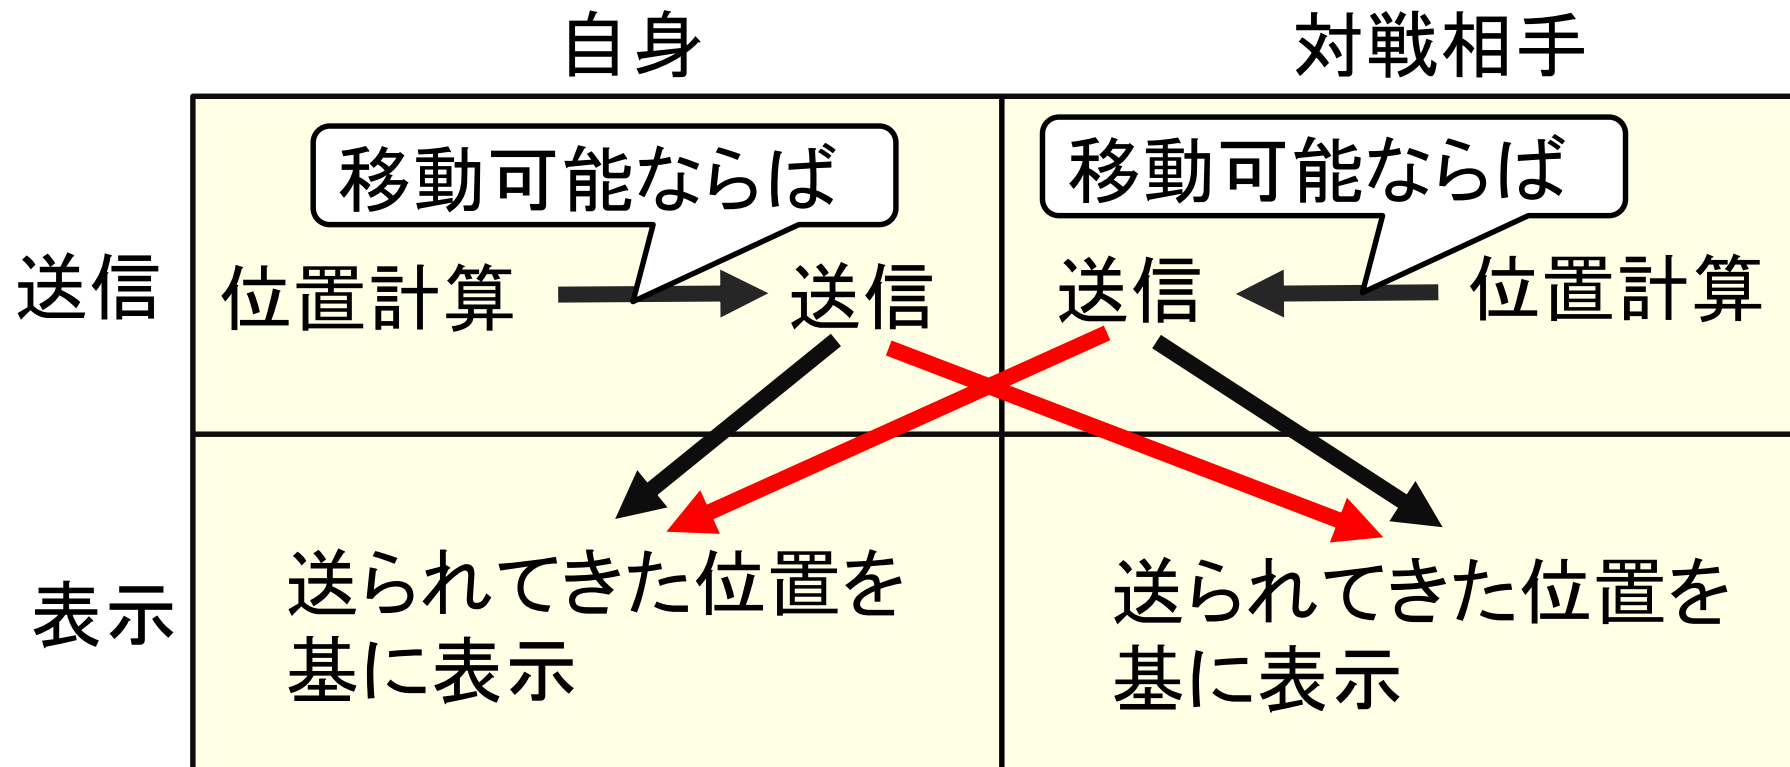 自身
対戦相手
移動可能ならば
移動可能ならば
送信
位置計算
送信
送信
位置計算
表示
送られてきた位置を
基に表示
送られてきた位置を
基に表示